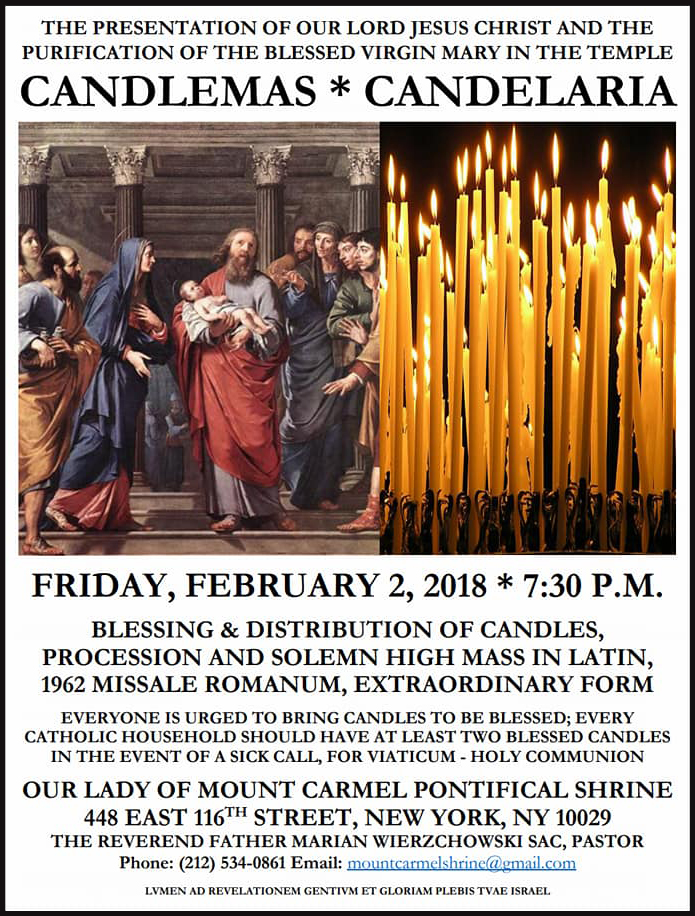 THE PRESENTATION OF OUR LORD JESUS CHRIST AND THE
PURIFICATION OF THE BLESSED VIRGIN MARY IN THE TEMPLE
CANDLEMAS * CANDELARIA
FRIDAY, FEBRUARY 2, 2018 * 7:30 P.M.
BLESSING & DISTRIBUTION OF CANDLES,
PROCESSION AND SOLEMN HIGH MASS IN LATIN,
1962 MISSALE ROMANUM, EXTRAORDINARY FORM
EVERYONE IS URGED TO BRING CANDLES TO BE BLESSED; EVERY
CATHOLIC HOUSEHOLD SHOULD HAVE AT LEAST TWO BLESSED CANDLES
IN THE EVENT OF A SICK CALL, FOR VIATICUM - HOLY COMMUNION
OUR LADY OF MOUNT CARMEL PONTIFICAL SHRINE
448 EAST 116TH STREET, NEW YORK, NY 10029
THE REVEREND FATHER MARIAN WIERZCHOWSKI SAC, PASTOR
Phone: (212) 534-0861 Email: mountcarmelshrine@gmail.com
LVMEN AD REVELATIONEM GENTIVM ET GLORIAM PLEBIS TVAE ISRAEL